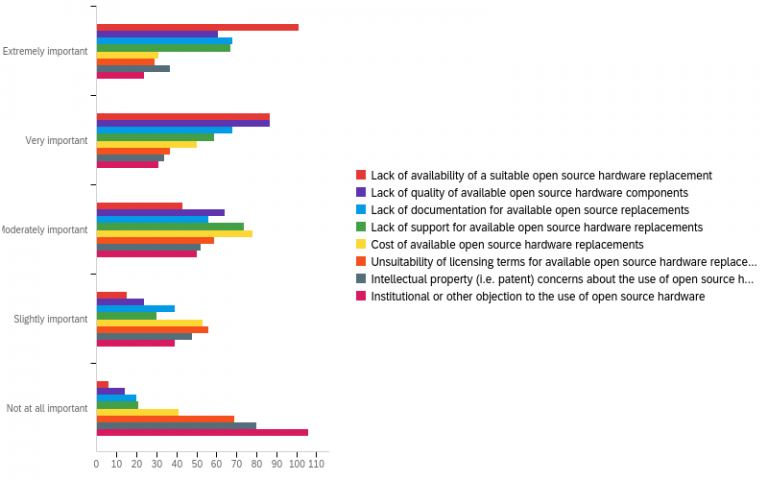 Extremely important
Very important
Moderately important
Slightly important
Not at all important
0 10 20 30 40 50 60 70 80 90 100 110
Lack of availability of a suitable open source hardware replacement
Lack of quality of available open source hardware components
Lack of documentation for available open source replacements
Lack of support for available open source hardware replacements
Cost of available open source hardware replacements
Unsuitability of licensing terms for available open source hardware replace...
Intellectual property (i.e. patent) concerns about the use of open source h...
Institutional or other objection to the use of open source hardware